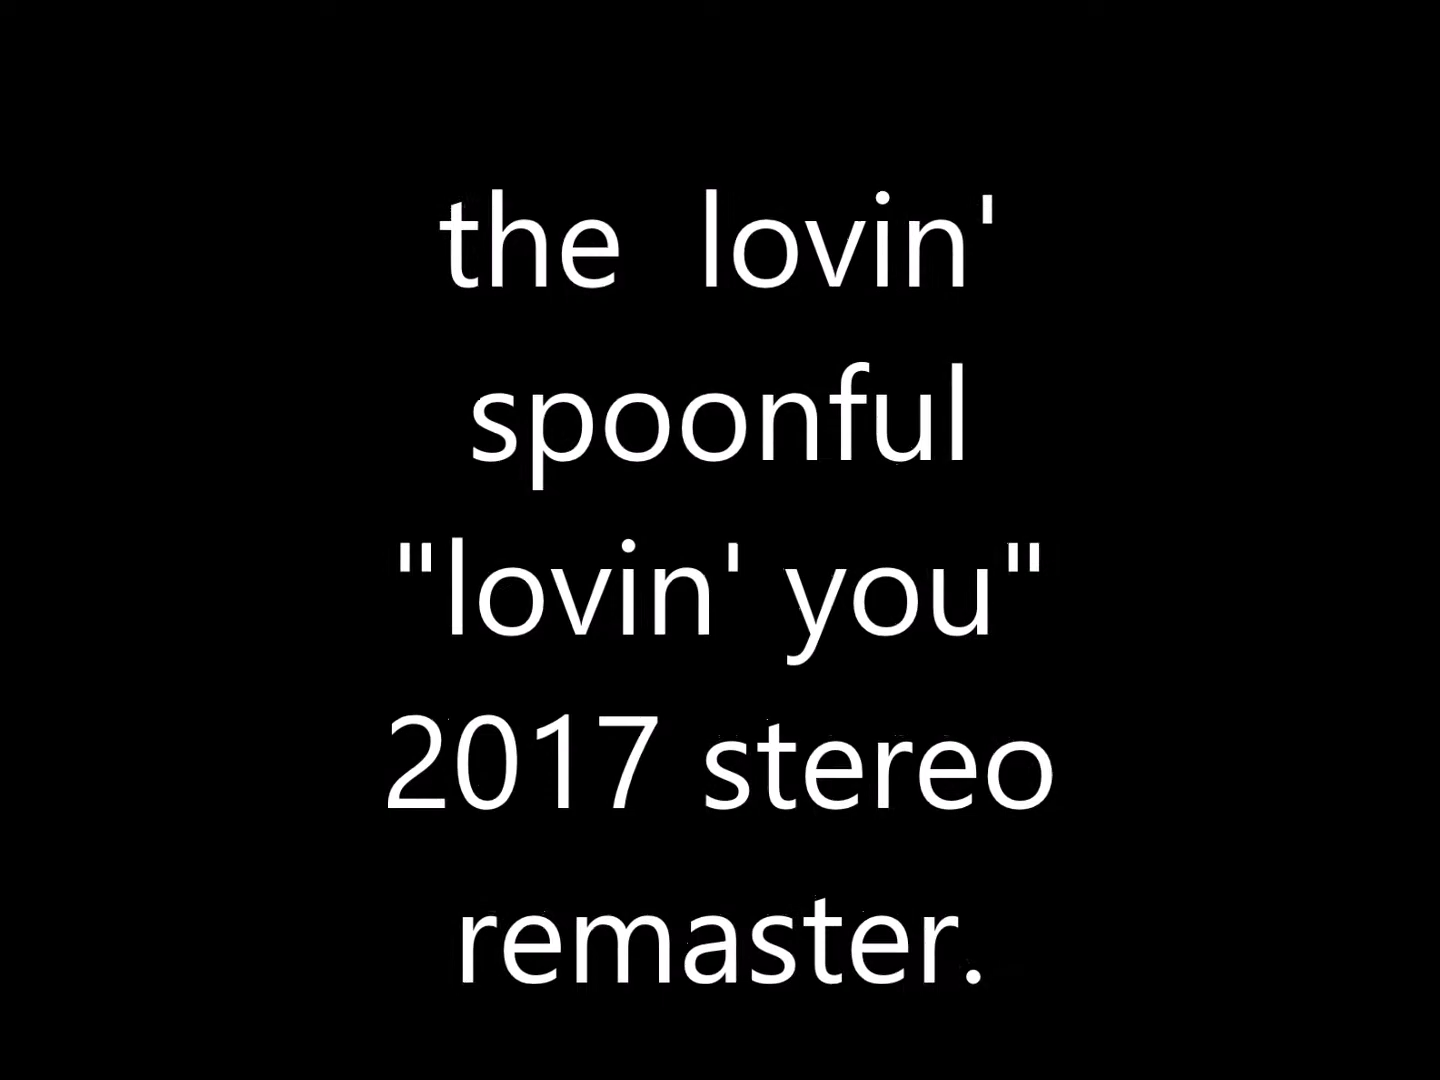 the  lovin'
spoonful
"lovin' you"
2017 stereo
remaster.